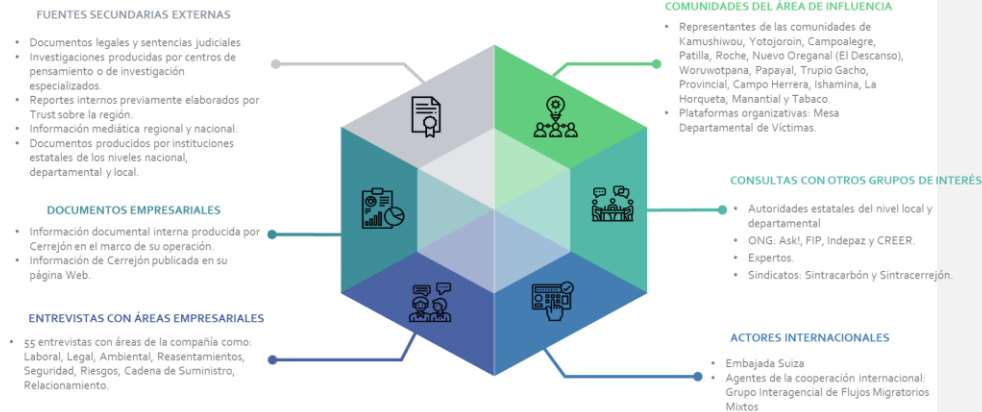 FUENTES SECUNDARIAS EXTERNAS
• Documentos legales y sentencias judiciales
• Investigaciones producidas por centros de
pensamiento o de investigación
especializados.
• Reportes internos previamente elaborados por
Trust sobre la región.
• Información mediática regional y nacional.
• Documentos producidos por instituciones
estatales de los niveles nacional,
departamental y local.
DOCUMENTOS EMPRESARIALES
• Información documental interna producida por
Cerrejón en el marco de su operación.
• Información de Cerrejón publicada en su
página Web.
ENTREVISTAS CON ÁREAS EMPRESARIALES
• 55 entrevistas con áreas de la compañía como:
Laboral, Legal, Ambiental, Reasentamientos,
Seguridad, Riesgos, Cadena de Suministro,
Relacionamiento.
COMUNIDADES DEL ÁREA DE INFLUENCIA
• Representantes de las comunidades de
Kamushiwou, Yotojoroin, Campoalegre,
Patilla, Roche, Nuevo Oreganal (El Descanso),
Woruwotpana, Papayal, Trupio Gacho,
Provincial, Campo Herrera, Ishamina, La
Horqueta, Manantial y Tabaco.
• Plataformas organizativas: Mesa
Departamental de Víctimas.
CONSULTAS CON OTROS GRUPOS DE INTERÉS
• Autoridades estatales del nivel local y
departamental
• ONG: Ask!, FIP, Indepaz y CREER.
• Expertos.
• Sindicatos: Sintracarbón y Sintracerrejón.
ACTORES INTERNACIONALES
• Embajada Suiza
• Agentes de la cooperación internacional:
Grupo Interagencial de Flujos Migratorios
Mixtos